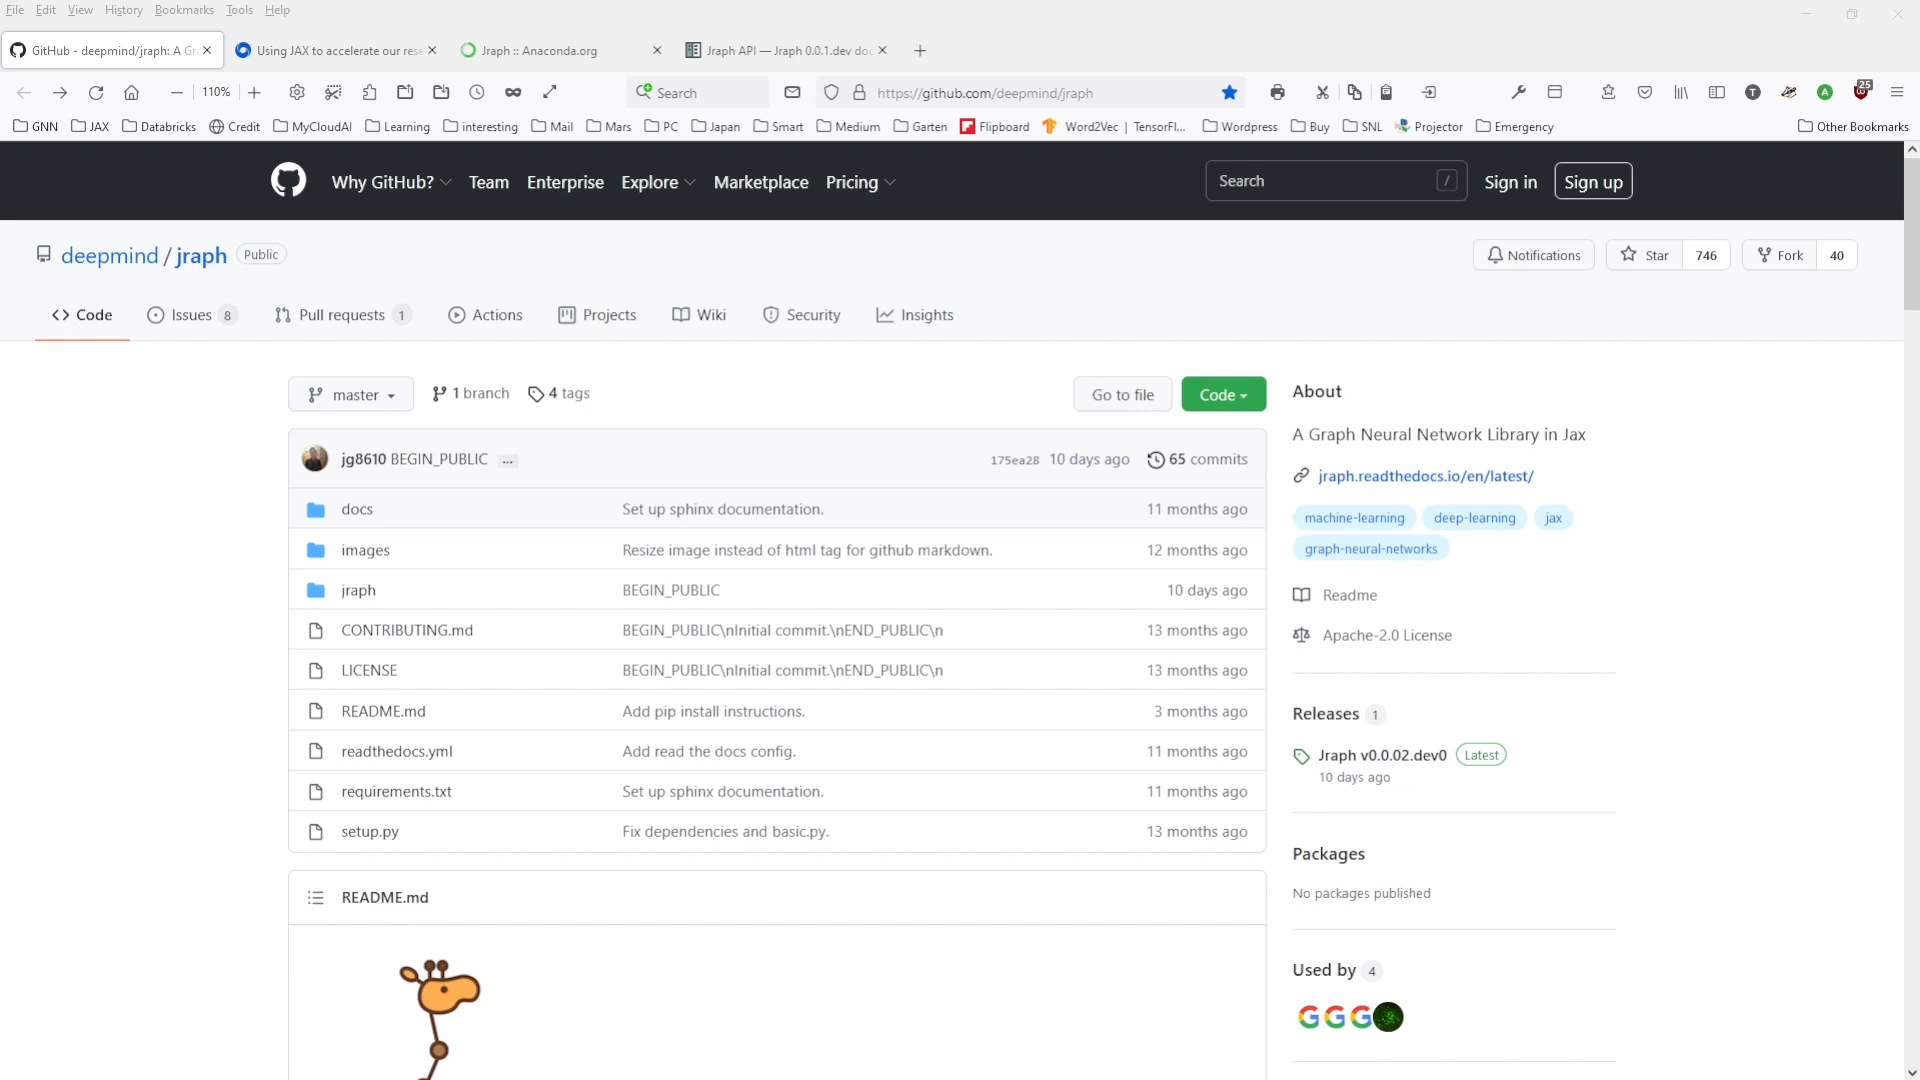 File Edit View History Bookmarks Tools Help
GitHub - deepmind/jraph: A Gr
Using JAX to accelerate our rese
Jraph :: Anaconda.org
Jraph API — Jraph 0.0.1.dev doc
110% Search https://github.com/deepmind/jraph 25
GNN JAX Databricks Credit MyCloudAI Learning interesting Mail Mars PC Japan Smart Medium Garten Flipboard Word2Vec | TensorFl... Wordpress Buy SNL Projector Emergency Other Bookmarks
Why GitHub? Team Enterprise Explore Marketplace Pricing Search / Sign in Sign up
deepmind / jraph Public Notifications Star 746 Fork 40
Code Issues 8 Pull requests 1 Actions Projects Wiki Security Insights
master 1 branch 4 tags Go to file Code
jg8610 BEGIN_PUBLIC ... 175ea28 10 days ago 65 commits
docs Set up sphinx documentation. 11 months ago
images Resize image instead of html tag for github markdown. 12 months ago
jraph BEGIN_PUBLIC 10 days ago
CONTRIBUTING.md BEGIN_PUBLIC\nInitial commit.\nEND_PUBLIC\n 13 months ago
LICENSE BEGIN_PUBLIC\nInitial commit.\nEND_PUBLIC\n 13 months ago
README.md Add pip install instructions. 3 months ago
readthedocs.yml Add read the docs config. 11 months ago
requirements.txt Set up sphinx documentation. 11 months ago
setup.py Fix dependencies and basic.py. 13 months ago
README.md
About
A Graph Neural Network Library in Jax
jraph.readthedocs.io/en/latest/
machine-learning deep-learning jax
graph-neural-networks
Readme
Apache-2.0 License
Releases 1
Jraph v0.0.02.dev0 Latest
10 days ago
Packages
No packages published
Used by 4